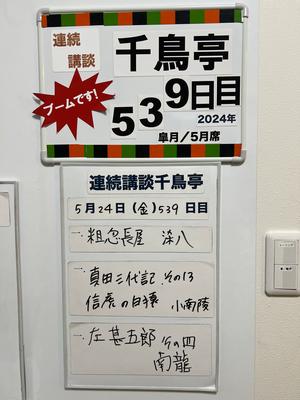 連続
講談
千鳥亭
ブームです!
539日目
2024年
皐月/5月席
連続講談千鳥亭
5月24日(金)539日目
一、粗忽長屋 渁八
一、真田三代記 その13
信濃の白猿 小南陵
一、左甚五郎 その四
南龍